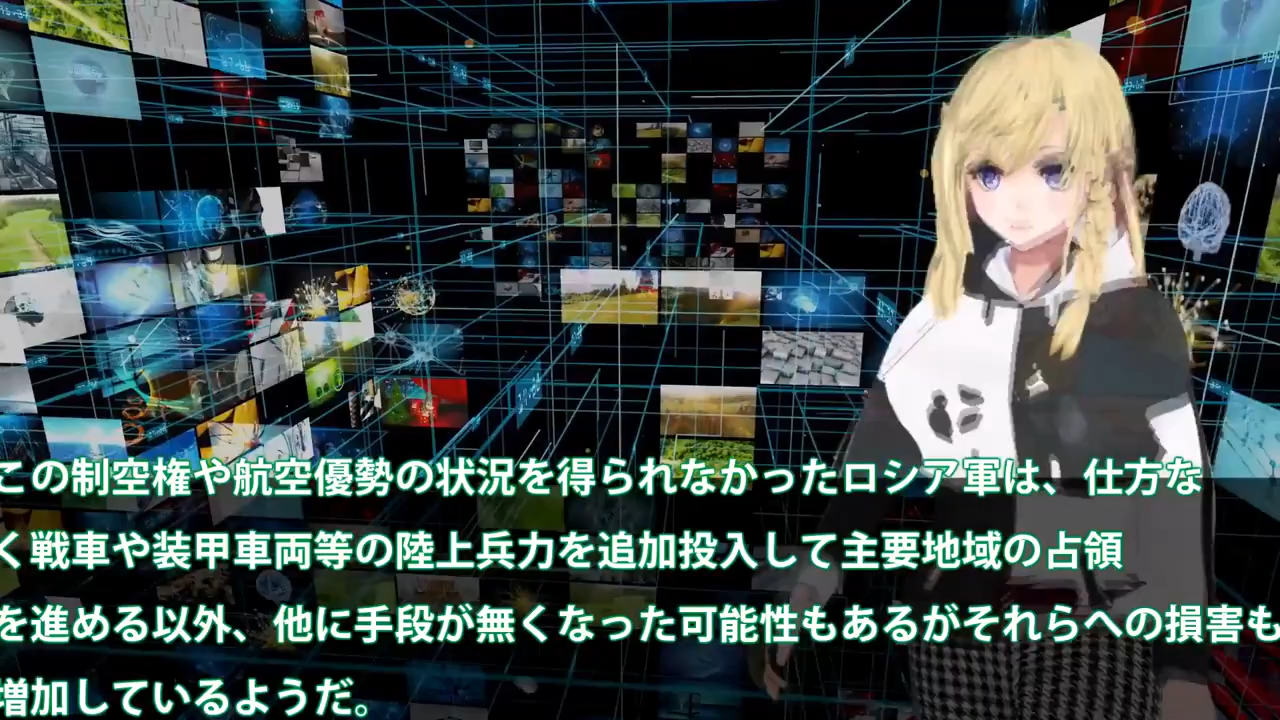 この制空権や航空優勢の状況を得られなかったロシア軍は、仕方な
く戦車や装甲車両等の陸上兵力を追加投入して主要地域の占領
を進める以外、他に手段が無くなった可能性もあるがそれらへの損害も
増加しているようだ。